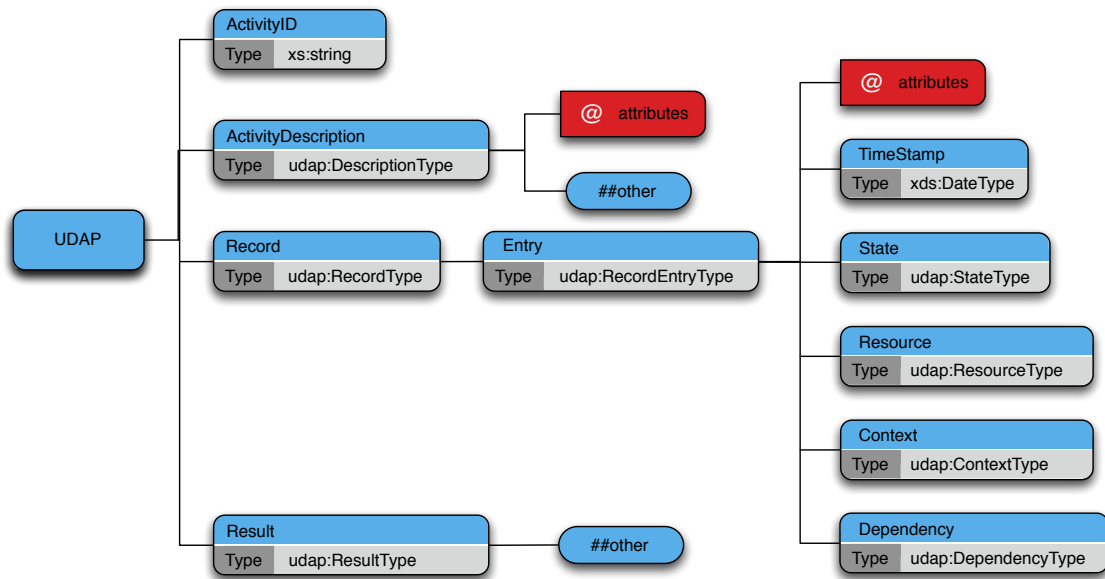 UDAP
ActivityID
Type xs:string
ActivityDescription
Type udap:DescriptionType
@ attributes
##other
Record
Type udap:RecordType
Entry
Type udap:RecordEntryType
@ attributes
TimeStamp
Type xds:DateType
State
Type udap:StateType
Resource
Type udap:ResourceType
Context
Type udap:ContextType
Dependency
Type udap:DependencyType
Result
Type udap:ResultType
##other